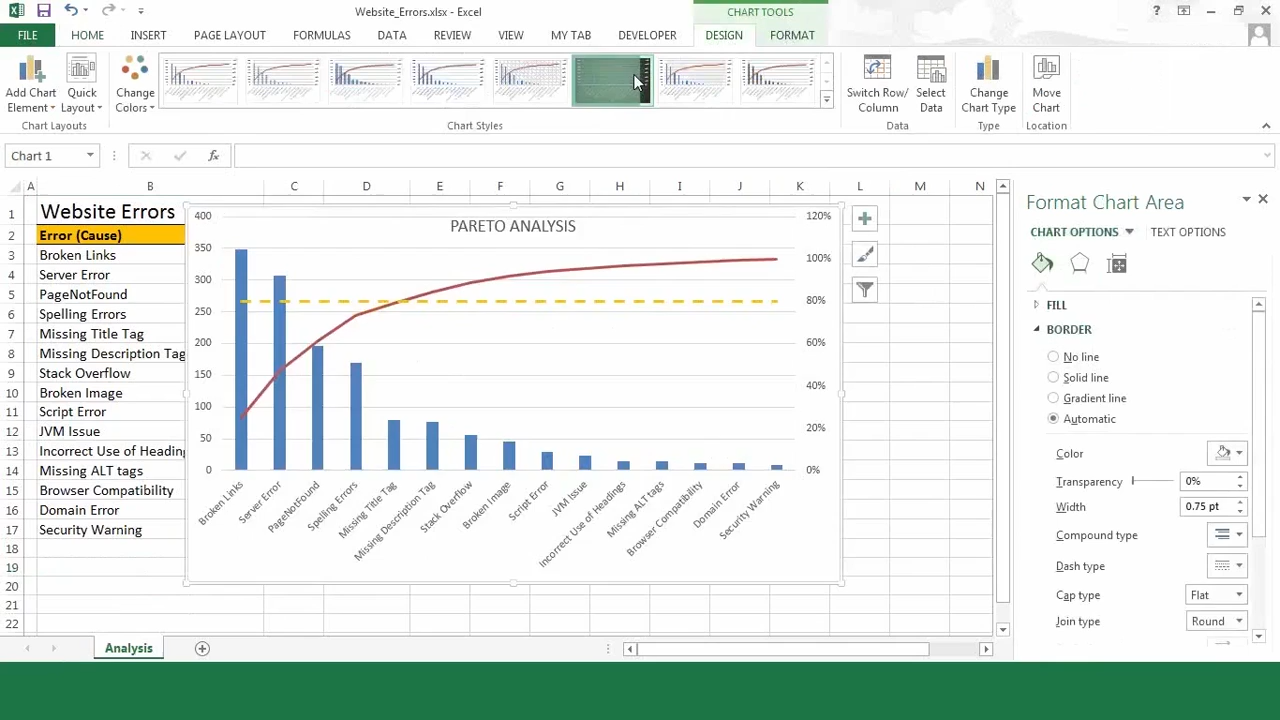 Website_Errors.xlsx - Excel
CHART TOOLS
FILE HOME INSERT PAGE LAYOUT FORMULAS DATA REVIEW VIEW MY TAB DEVELOPER DESIGN FORMAT
Add Chart Element
Quick Layout
Change Colors
Switch Row/
Column
Select
Data
Change
Chart Type
Move
Chart
Chart Layouts
Chart Styles
Data
Type
Location
Chart 1
fx
A B C D E F G H I J K L M N
1 Website Errors
2 Error (Cause)
3 Broken Links
4 Server Error
5 PageNotFound
6 Spelling Errors
7 Missing Title Tag
8 Missing Description Tag
9 Stack Overflow
10 Broken Image
11 Script Error
12 JVM Issue
13 Incorrect Use of Heading
14 Missing ALT tags
15 Browser Compatibility
16 Domain Error
17 Security Warning
18
19
20
21
22
PARETO ANALYSIS
400
350
300
250
200
150
100
50
0
120%
100%
80%
60%
40%
20%
0%
Broken Links
Server Error
PageNotFound
Spelling Errors
Missing Title Tag
Missing Description Tag
Stack Overflow
Broken Image
Script Error
JVM Issue
Incorrect Use of Headings
Missing ALT tags
Browser Compatibility
Domain Error
Security Warning
Format Chart Area
CHART OPTIONS TEXT OPTIONS
FILL
BORDER
No line
Solid line
Gradient line
Automatic
Color
Transparency 0%
Width 0.75 pt
Compound type
Dash type
Cap type Flat
Join type Round
Analysis